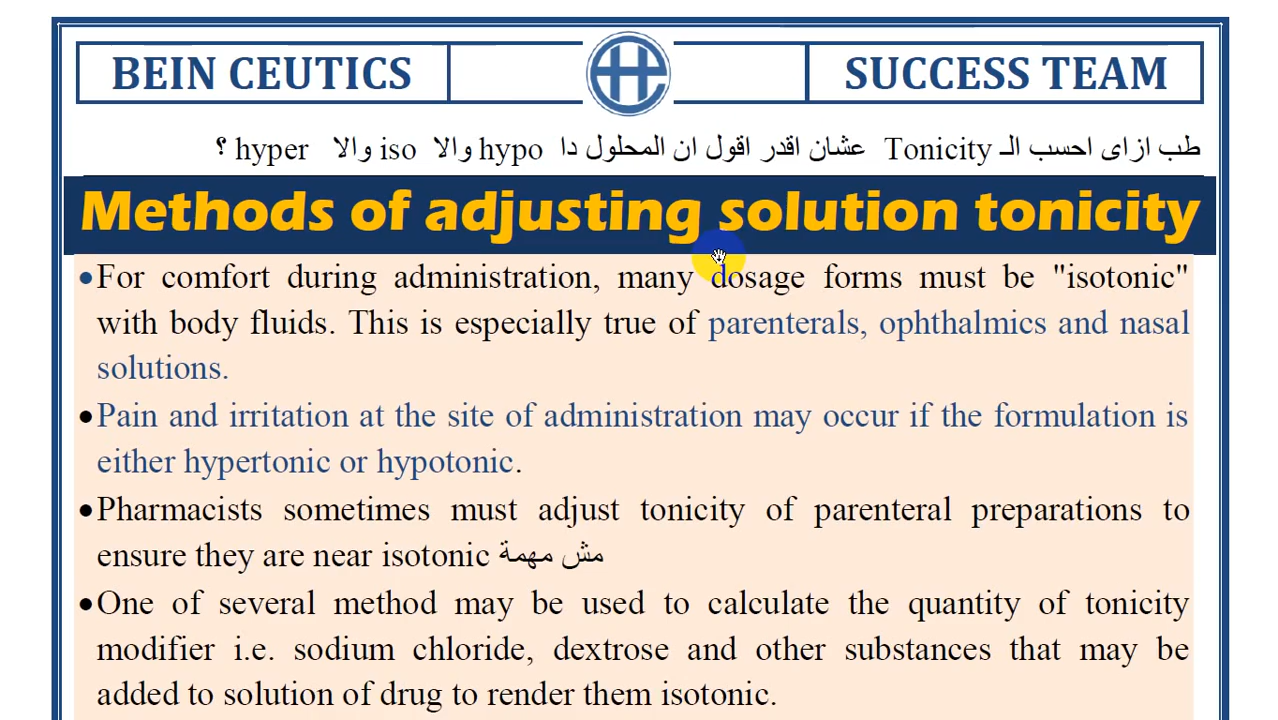 BEIN CEUTICS
SUCCESS TEAM
طب ازاى احسب الـ Tonicity عشان اقدر اقول ان المحلول دا hypo والا iso والا hyper ؟
Methods of adjusting solution tonicity
•For comfort during administration, many dosage forms must be "isotonic"
with body fluids. This is especially true of parenterals, ophthalmics and nasal
solutions.
•Pain and irritation at the site of administration may occur if the formulation is
either hypertonic or hypotonic.
•Pharmacists sometimes must adjust tonicity of parenteral preparations to
ensure they are near isotonic مش مهمة
•One of several method may be used to calculate the quantity of tonicity
modifier i.e. sodium chloride, dextrose and other substances that may be
added to solution of drug to render them isotonic.